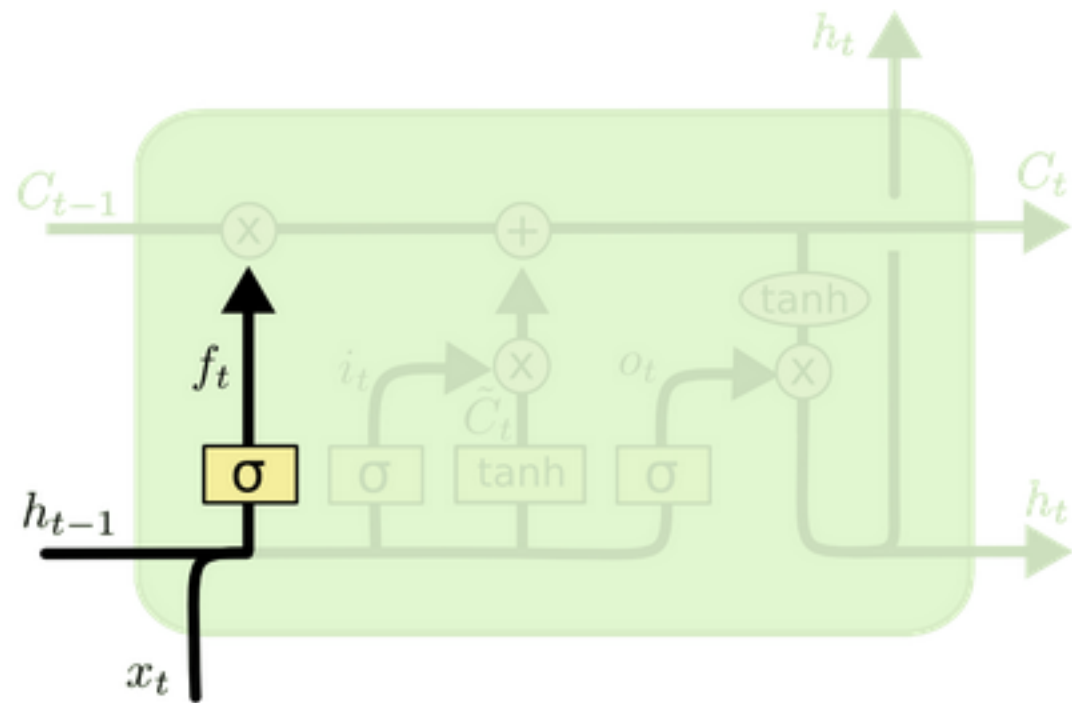 h_t
C_{t-1}
C_t
x
+
tanh
f_t
i_t
x
o_t
x
C̃_t
σ
σ
tanh
σ
h_{t-1}
h_t
x_t